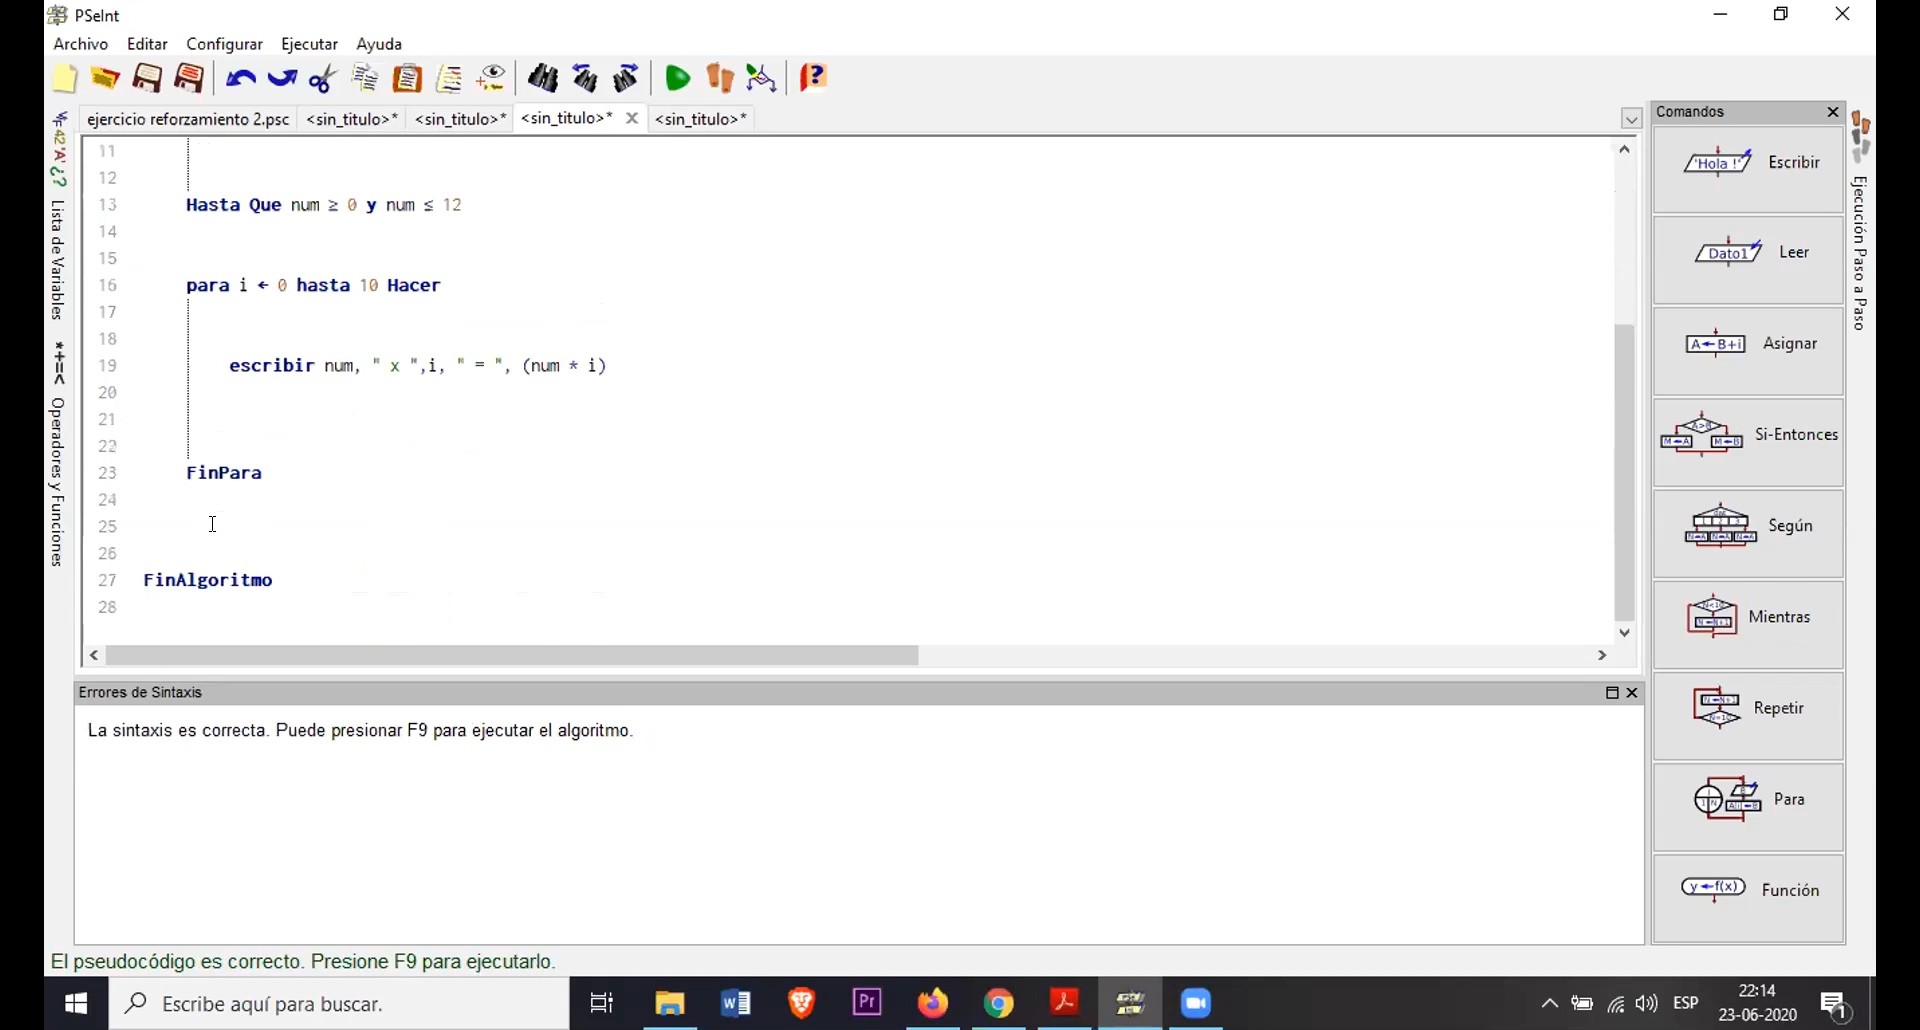 PSeInt
Archivo Editar Configurar Ejecutar Ayuda
ejercicio reforzamiento 2.psc <sin_titulo>* <sin_titulo>* <sin_titulo>* <sin_titulo>*
Lista de Variables
Operadores y Funciones
11
12
13 Hasta Que num ≥ 0 y num ≤ 12
14
15
16 para i ← 0 hasta 10 Hacer
17
18
19 escribir num, " x ",i, " = ", (num * i)
20
21
22
23 FinPara
24
25
26
27 FinAlgoritmo
28
Errores de Sintaxis
La sintaxis es correcta. Puede presionar F9 para ejecutar el algoritmo.
El pseudocódigo es correcto. Presione F9 para ejecutarlo.
Comandos
'Hola !' Escribir
Dato1 Leer
A←B+i Asignar
Si-Entonces
Según
Mientras
Repetir
Para
y←f(x) Función
Ejecución Paso a Paso
Escribe aquí para buscar.
Pr
ESP
22:14
23-06-2020
1